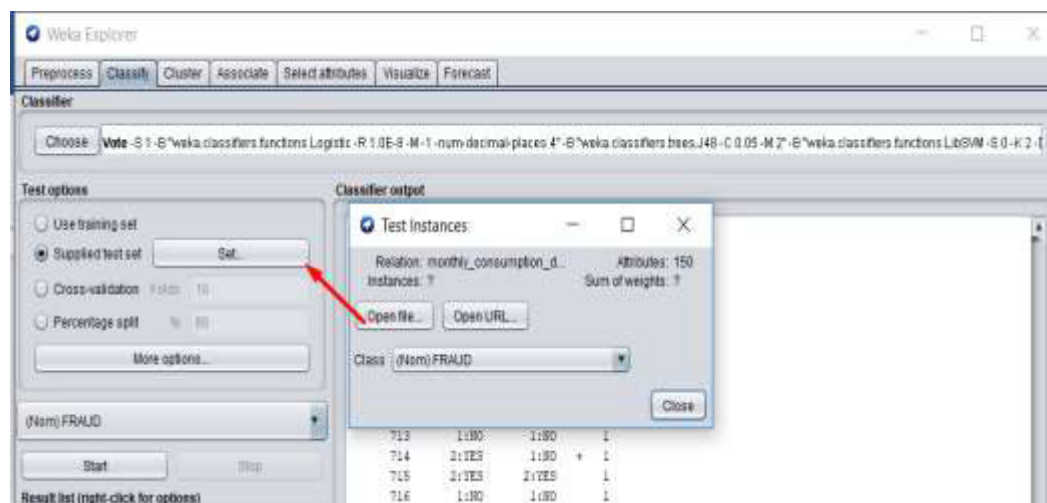 Weka Explorer
Preprocess Classify Cluster Associate Select attributes Visualize Forecast
Classifier
Choose Vote -S 1 -B "weka.classifiers.functions.Logistic -R 1.0E-8 -M -1 -num-decimal-places 4" -B "weka.classifiers.trees.J48 -C 0.05 -M 2" -B "weka.classifiers.functions.LibSVM -S 0 -K 2 -D
Test options
Use training set
Supplied test set Set...
Cross-validation Folds 10
Percentage split %
More options...
(Nom) FRAUD
Start Stop
Result list (right-click for options)
Classifier output
Test Instances
Relation: monthly_consumption_d... Attributes: 150
Instances: ? Sum of weights: ?
Open file... Open URL...
Class (Nom) FRAUD
Close
713 1:NO 1:NO 1
714 2:YES 1:NO + 1
715 2:YES 2:YES 1
716 1:NO 1:NO 1